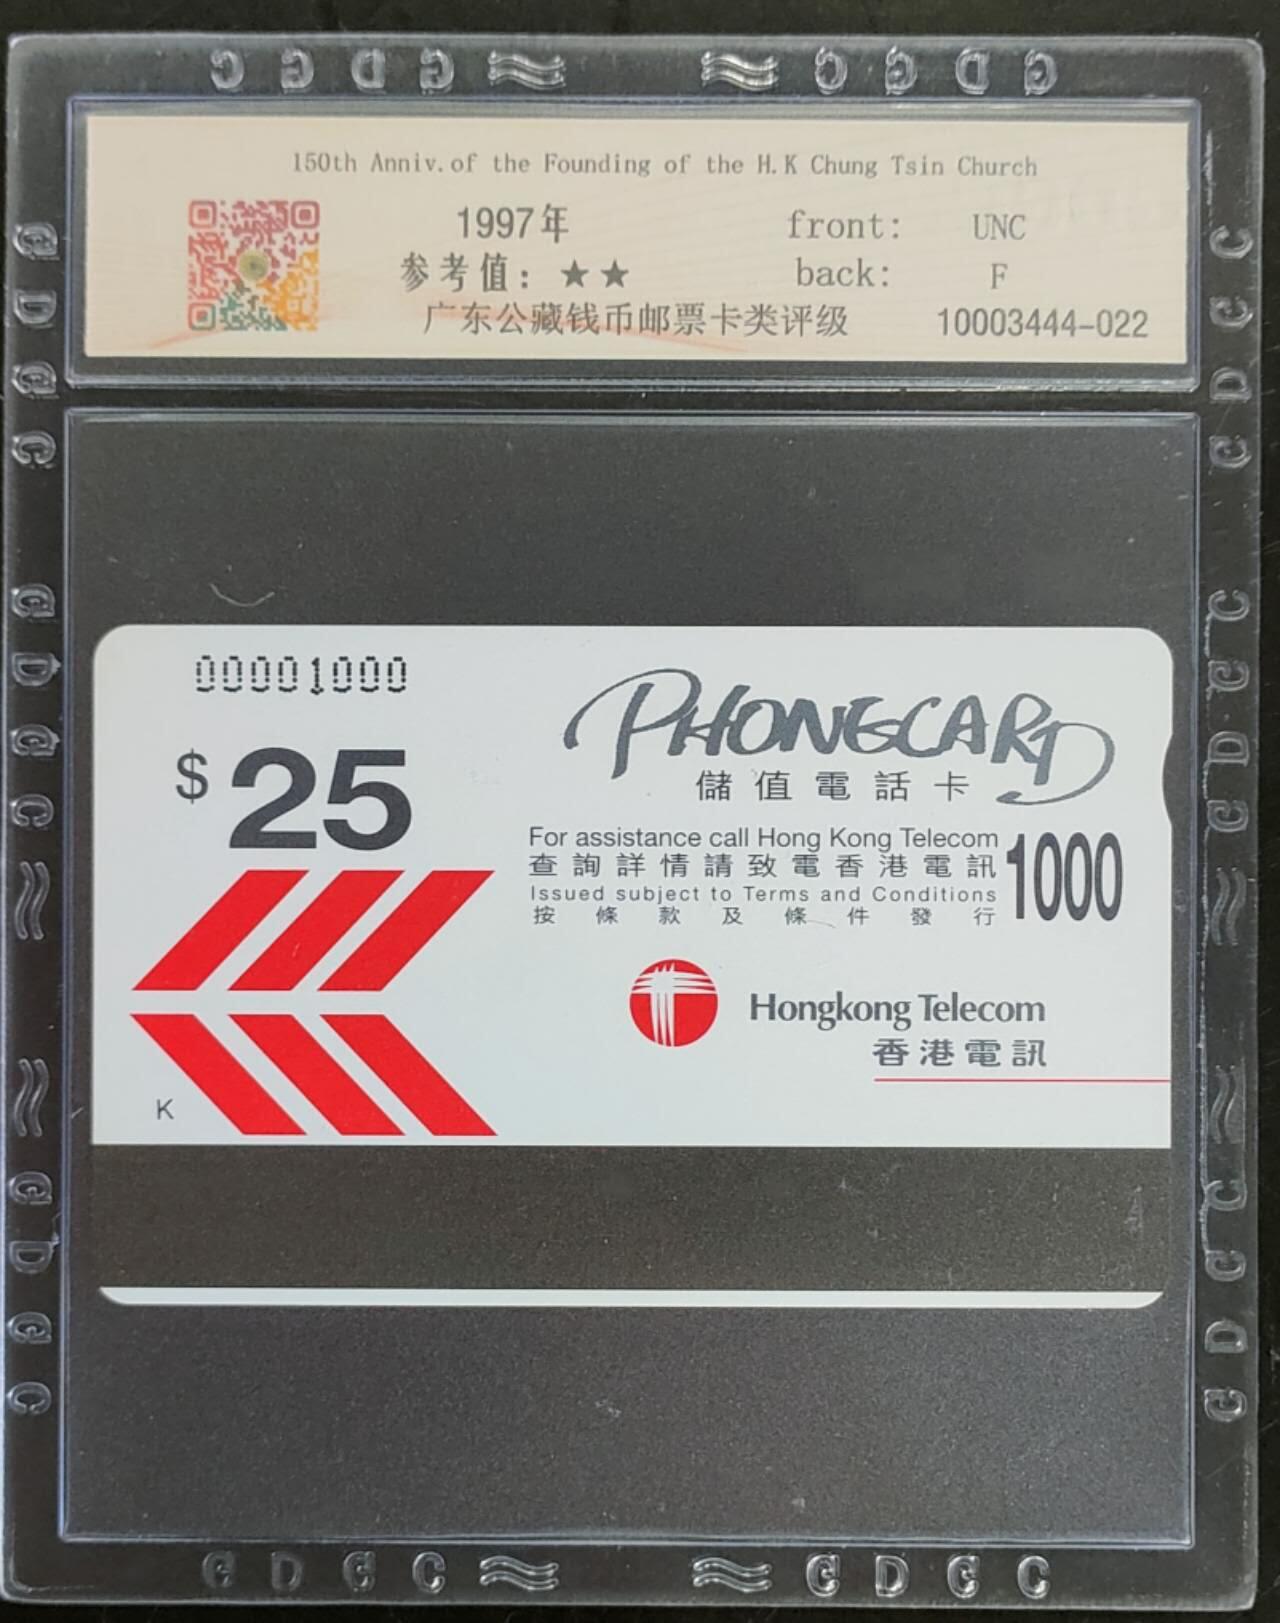 G D G C ≈ ≈ G D G C
150th Anniv. of the Founding of the H.K Chung Tsin Church
1997年 front: UNC
参考值：★★ back: F
广东公藏钱币邮票卡类评级 10003444-022
00001000
$25
PHONECARD
儲值電話卡
For assistance call Hong Kong Telecom
查詢詳情請致電香港電訊 1000
Issued subject to Terms and Conditions
按條款及條件發行
Hongkong Telecom
香港電訊
K
G D G C ≈ ≈ G D G C